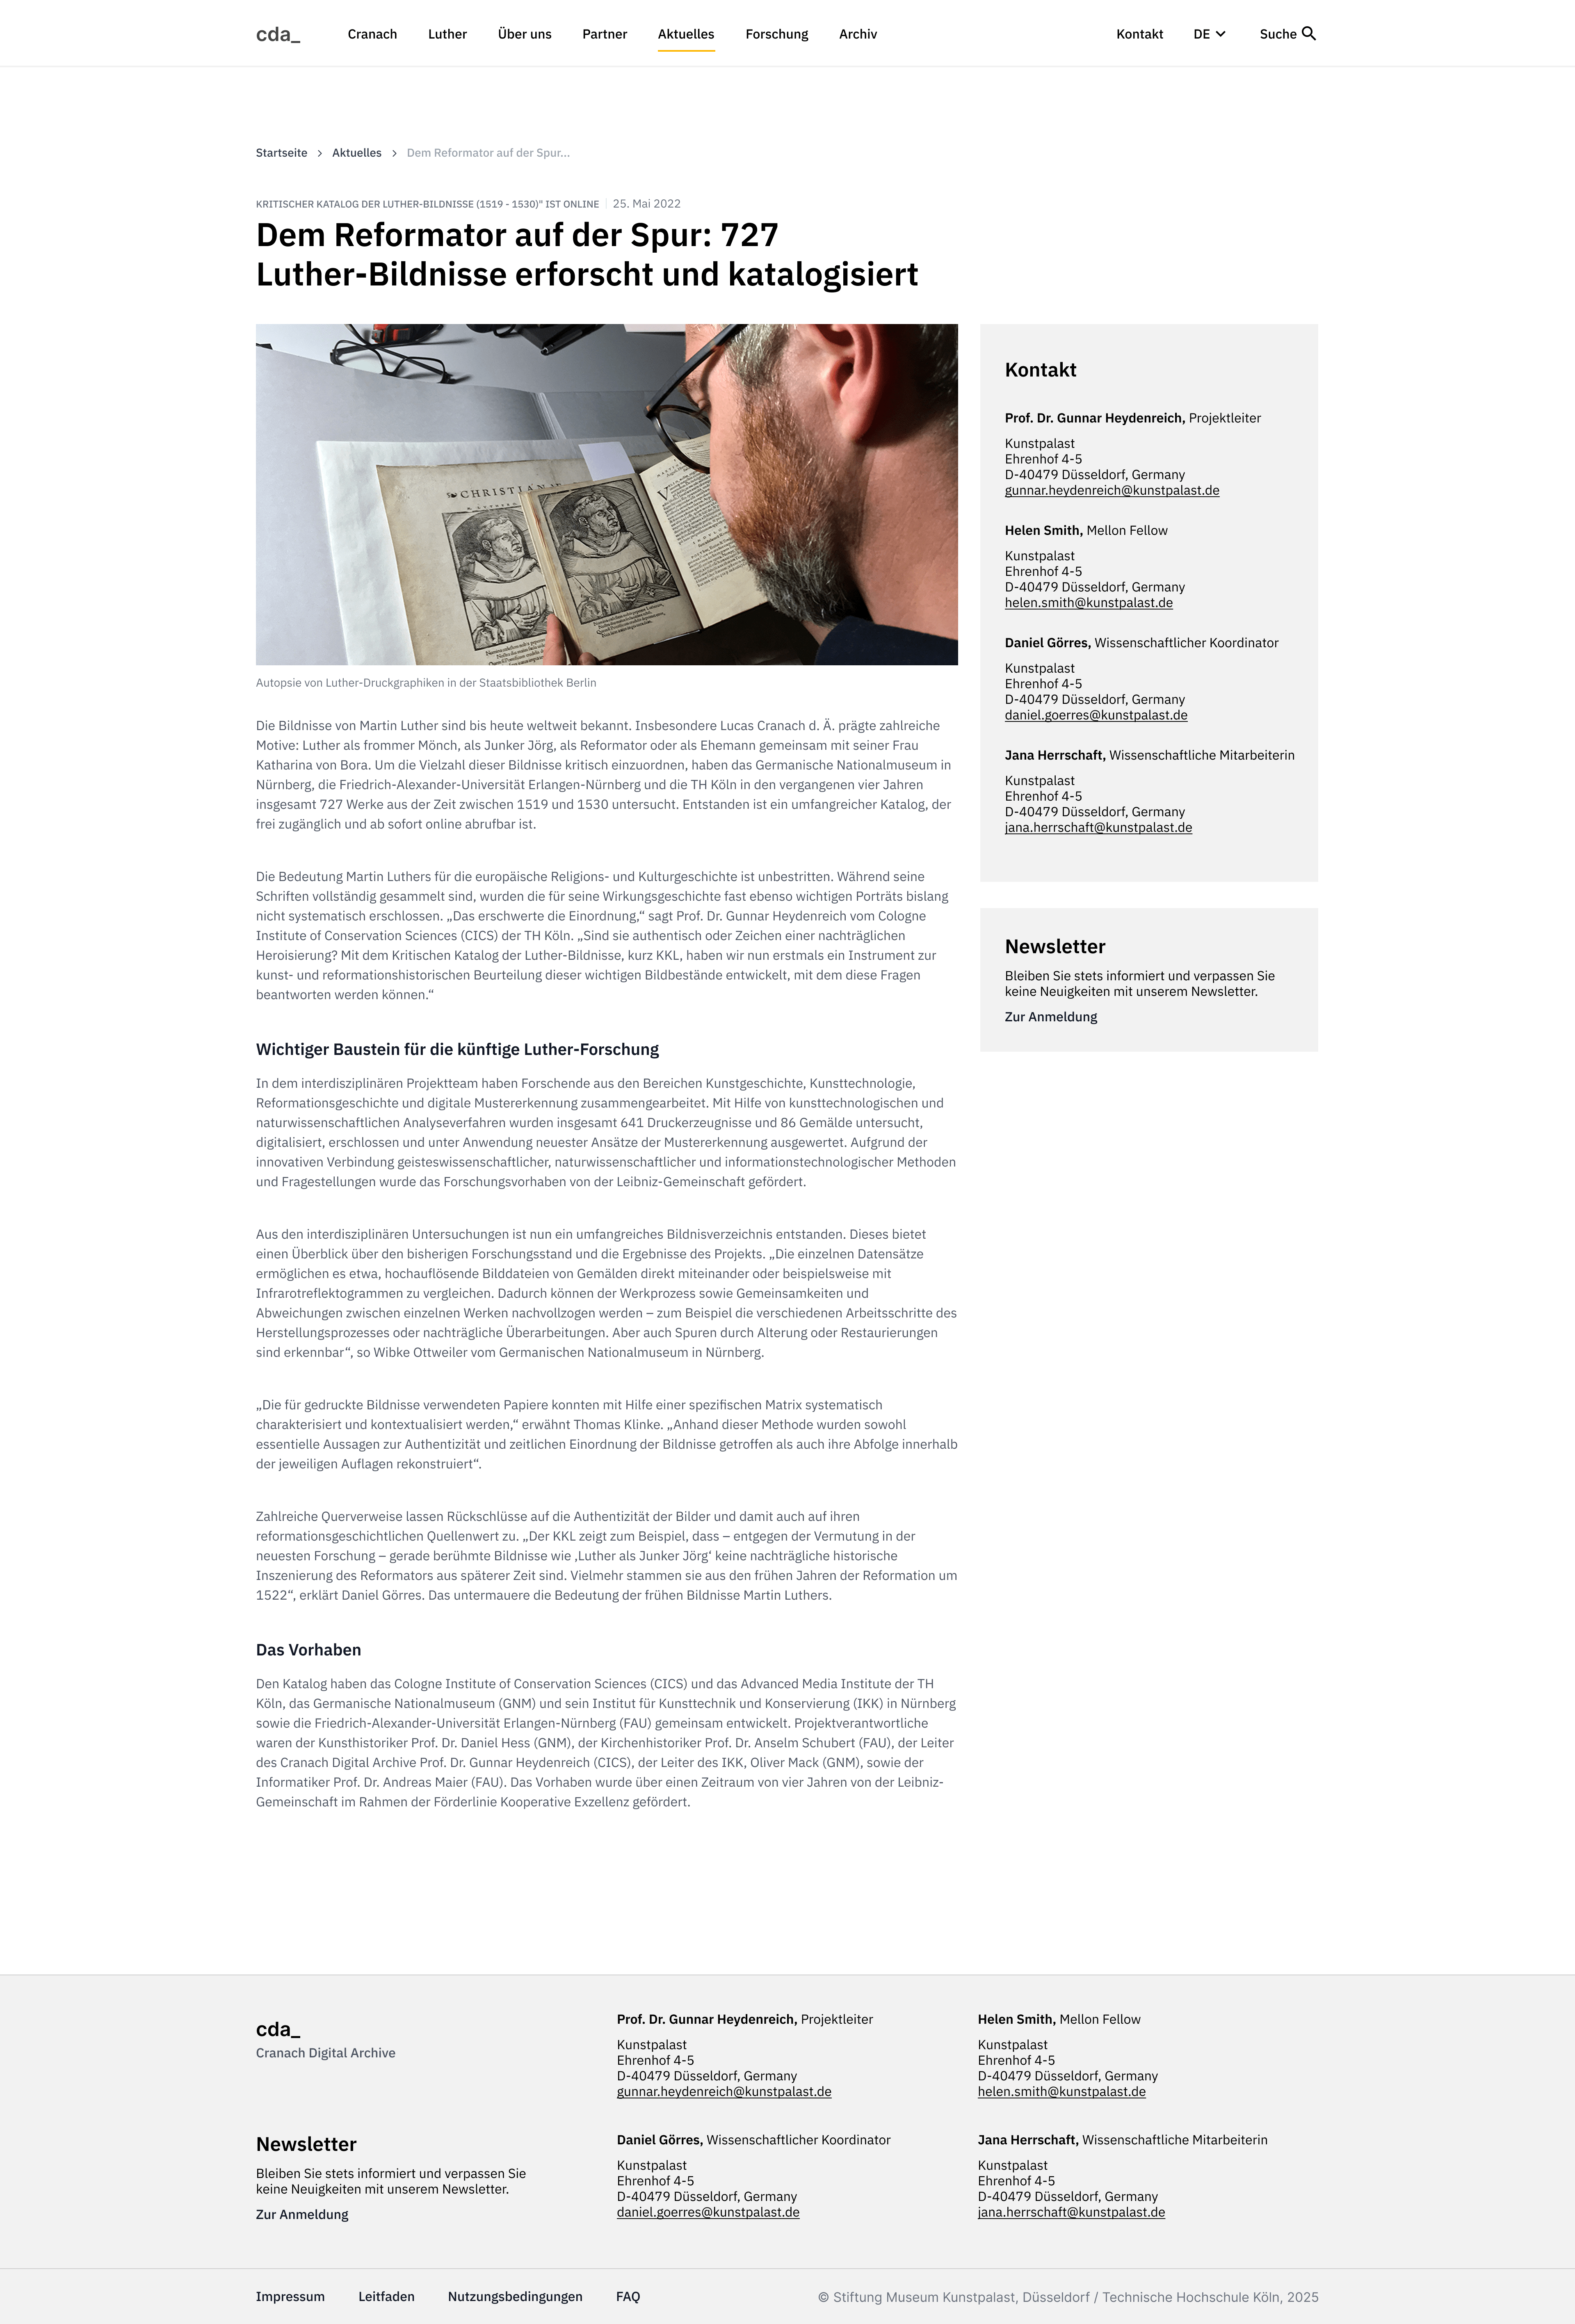 cda_ Cranach Luther Über uns Partner Aktuelles Forschung Archiv Kontakt DE Suche
Startseite > Aktuelles > Dem Reformator auf der Spur...
KRITISCHER KATALOG DER LUTHER-BILDNISSE (1519 - 1530)" IST ONLINE | 25. Mai 2022
Dem Reformator auf der Spur: 727
Luther-Bildnisse erforscht und katalogisiert
CHRISTIANI
Autopsie von Luther-Druckgraphiken in der Staatsbibliothek Berlin
Die Bildnisse von Martin Luther sind bis heute weltweit bekannt. Insbesondere Lucas Cranach d. Ä. prägte zahlreiche
Motive: Luther als frommer Mönch, als Junker Jörg, als Reformator oder als Ehemann gemeinsam mit seiner Frau
Katharina von Bora. Um die Vielzahl dieser Bildnisse kritisch einzuordnen, haben das Germanische Nationalmuseum in
Nürnberg, die Friedrich-Alexander-Universität Erlangen-Nürnberg und die TH Köln in den vergangenen vier Jahren
insgesamt 727 Werke aus der Zeit zwischen 1519 und 1530 untersucht. Entstanden ist ein umfangreicher Katalog, der
frei zugänglich und ab sofort online abrufbar ist.
Die Bedeutung Martin Luthers für die europäische Religions- und Kulturgeschichte ist unbestritten. Während seine
Schriften vollständig gesammelt sind, wurden die für seine Wirkungsgeschichte fast ebenso wichtigen Porträts bislang
nicht systematisch erschlossen. „Das erschwerte die Einordnung,“ sagt Prof. Dr. Gunnar Heydenreich vom Cologne
Institute of Conservation Sciences (CICS) der TH Köln. „Sind sie authentisch oder Zeichen einer nachträglichen
Heroisierung? Mit dem Kritischen Katalog der Luther-Bildnisse, kurz KKL, haben wir nun erstmals ein Instrument zur
kunst- und reformationshistorischen Beurteilung dieser wichtigen Bildbestände entwickelt, mit dem diese Fragen
beantworten werden können.“
Wichtiger Baustein für die künftige Luther-Forschung
In dem interdisziplinären Projektteam haben Forschende aus den Bereichen Kunstgeschichte, Kunsttechnologie,
Reformationsgeschichte und digitale Mustererkennung zusammengearbeitet. Mit Hilfe von kunsttechnologischen und
naturwissenschaftlichen Analyseverfahren wurden insgesamt 641 Druckerzeugnisse und 86 Gemälde untersucht,
digitalisiert, erschlossen und unter Anwendung neuester Ansätze der Mustererkennung ausgewertet. Aufgrund der
innovativen Verbindung geisteswissenschaftlicher, naturwissenschaftlicher und informationstechnologischer Methoden
und Fragestellungen wurde das Forschungsvorhaben von der Leibniz-Gemeinschaft gefördert.
Aus den interdisziplinären Untersuchungen ist nun ein umfangreiches Bildnisverzeichnis entstanden. Dieses bietet
einen Überblick über den bisherigen Forschungsstand und die Ergebnisse des Projekts. „Die einzelnen Datensätze
ermöglichen es etwa, hochauflösende Bilddateien von Gemälden direkt miteinander oder beispielsweise mit
Infrarotreflektogrammen zu vergleichen. Dadurch können der Werkprozess sowie Gemeinsamkeiten und
Abweichungen zwischen einzelnen Werken nachvollzogen werden – zum Beispiel die verschiedenen Arbeitsschritte des
Herstellungsprozesses oder nachträgliche Überarbeitungen. Aber auch Spuren durch Alterung oder Restaurierungen
sind erkennbar“, so Wibke Ottweiler vom Germanischen Nationalmuseum in Nürnberg.
„Die für gedruckte Bildnisse verwendeten Papiere konnten mit Hilfe einer spezifischen Matrix systematisch
charakterisiert und kontextualisiert werden,“ erwähnt Thomas Klinke. „Anhand dieser Methode wurden sowohl
essentielle Aussagen zur Authentizität und zeitlichen Einordnung der Bildnisse getroffen als auch ihre Abfolge innerhalb
der jeweiligen Auflagen rekonstruiert“.
Zahlreiche Querverweise lassen Rückschlüsse auf die Authentizität der Bilder und damit auch auf ihren
reformationsgeschichtlichen Quellenwert zu. „Der KKL zeigt zum Beispiel, dass – entgegen der Vermutung in der
neuesten Forschung – gerade berühmte Bildnisse wie ‚Luther als Junker Jörg‘ keine nachträgliche historische
Inszenierung des Reformators aus späterer Zeit sind. Vielmehr stammen sie aus den frühen Jahren der Reformation um
1522“, erklärt Daniel Görres. Das untermauere die Bedeutung der frühen Bildnisse Martin Luthers.
Das Vorhaben
Den Katalog haben das Cologne Institute of Conservation Sciences (CICS) und das Advanced Media Institute der TH
Köln, das Germanische Nationalmuseum (GNM) und sein Institut für Kunsttechnik und Konservierung (IKK) in Nürnberg
sowie die Friedrich-Alexander-Universität Erlangen-Nürnberg (FAU) gemeinsam entwickelt. Projektverantwortliche
waren der Kunsthistoriker Prof. Dr. Daniel Hess (GNM), der Kirchenhistoriker Prof. Dr. Anselm Schubert (FAU), der Leiter
des Cranach Digital Archive Prof. Dr. Gunnar Heydenreich (CICS), der Leiter des IKK, Oliver Mack (GNM), sowie der
Informatiker Prof. Dr. Andreas Maier (FAU). Das Vorhaben wurde über einen Zeitraum von vier Jahren von der Leibniz-
Gemeinschaft im Rahmen der Förderlinie Kooperative Exzellenz gefördert.
Kontakt
Prof. Dr. Gunnar Heydenreich, Projektleiter
Kunstpalast
Ehrenhof 4-5
D-40479 Düsseldorf, Germany
gunnar.heydenreich@kunstpalast.de
Helen Smith, Mellon Fellow
Kunstpalast
Ehrenhof 4-5
D-40479 Düsseldorf, Germany
helen.smith@kunstpalast.de
Daniel Görres, Wissenschaftlicher Koordinator
Kunstpalast
Ehrenhof 4-5
D-40479 Düsseldorf, Germany
daniel.goerres@kunstpalast.de
Jana Herrschaft, Wissenschaftliche Mitarbeiterin
Kunstpalast
Ehrenhof 4-5
D-40479 Düsseldorf, Germany
jana.herrschaft@kunstpalast.de
Newsletter
Bleiben Sie stets informiert und verpassen Sie
keine Neuigkeiten mit unserem Newsletter.
Zur Anmeldung
cda_
Cranach Digital Archive
Newsletter
Bleiben Sie stets informiert und verpassen Sie
keine Neuigkeiten mit unserem Newsletter.
Zur Anmeldung
Prof. Dr. Gunnar Heydenreich, Projektleiter
Kunstpalast
Ehrenhof 4-5
D-40479 Düsseldorf, Germany
gunnar.heydenreich@kunstpalast.de
Helen Smith, Mellon Fellow
Kunstpalast
Ehrenhof 4-5
D-40479 Düsseldorf, Germany
helen.smith@kunstpalast.de
Daniel Görres, Wissenschaftlicher Koordinator
Kunstpalast
Ehrenhof 4-5
D-40479 Düsseldorf, Germany
daniel.goerres@kunstpalast.de
Jana Herrschaft, Wissenschaftliche Mitarbeiterin
Kunstpalast
Ehrenhof 4-5
D-40479 Düsseldorf, Germany
jana.herrschaft@kunstpalast.de
Impressum Leitfaden Nutzungsbedingungen FAQ © Stiftung Museum Kunstpalast, Düsseldorf / Technische Hochschule Köln, 2025